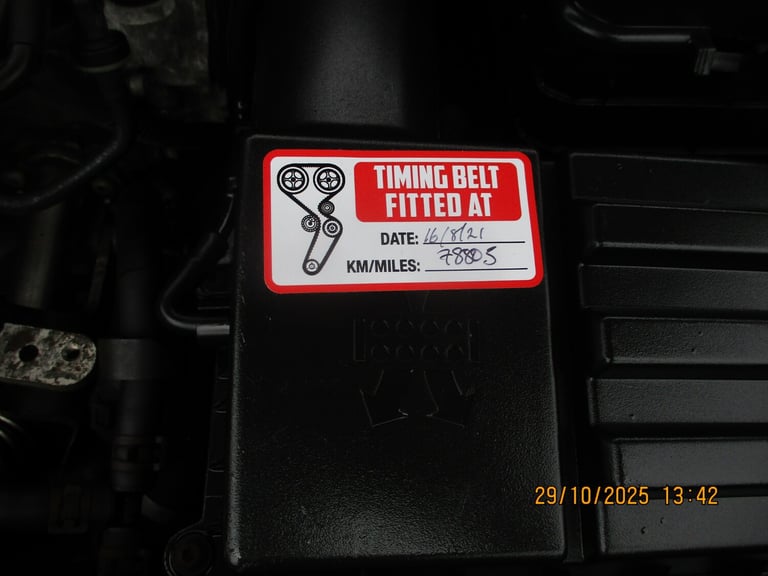 TIMING BELT
FITTED AT
DATE: 16/8/21
KM/MILES: 78805
29/10/2025 13:42